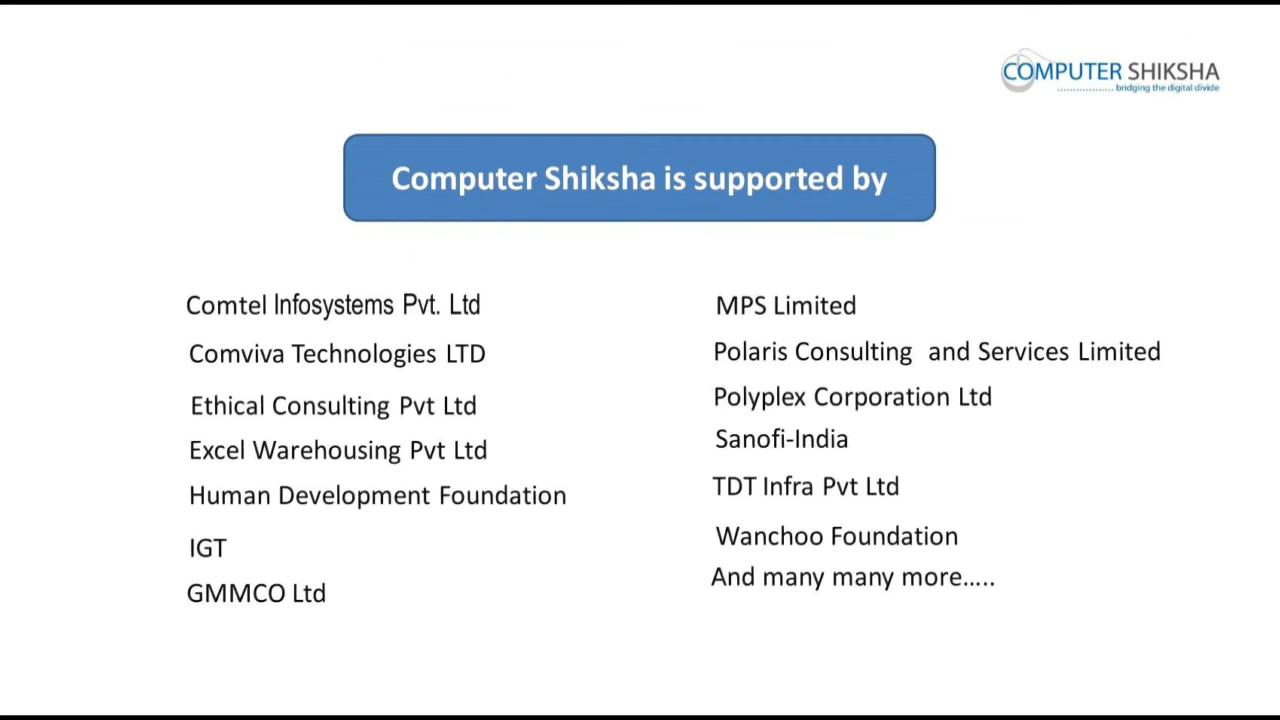 COMPUTER SHIKSHA
.................. bridging the digital divide
Computer Shiksha is supported by
Comtel Infosystems Pvt. Ltd
Comviva Technologies LTD
Ethical Consulting Pvt Ltd
Excel Warehousing Pvt Ltd
Human Development Foundation
IGT
GMMCO Ltd
MPS Limited
Polaris Consulting and Services Limited
Polyplex Corporation Ltd
Sanofi-India
TDT Infra Pvt Ltd
Wanchoo Foundation
And many many more.....